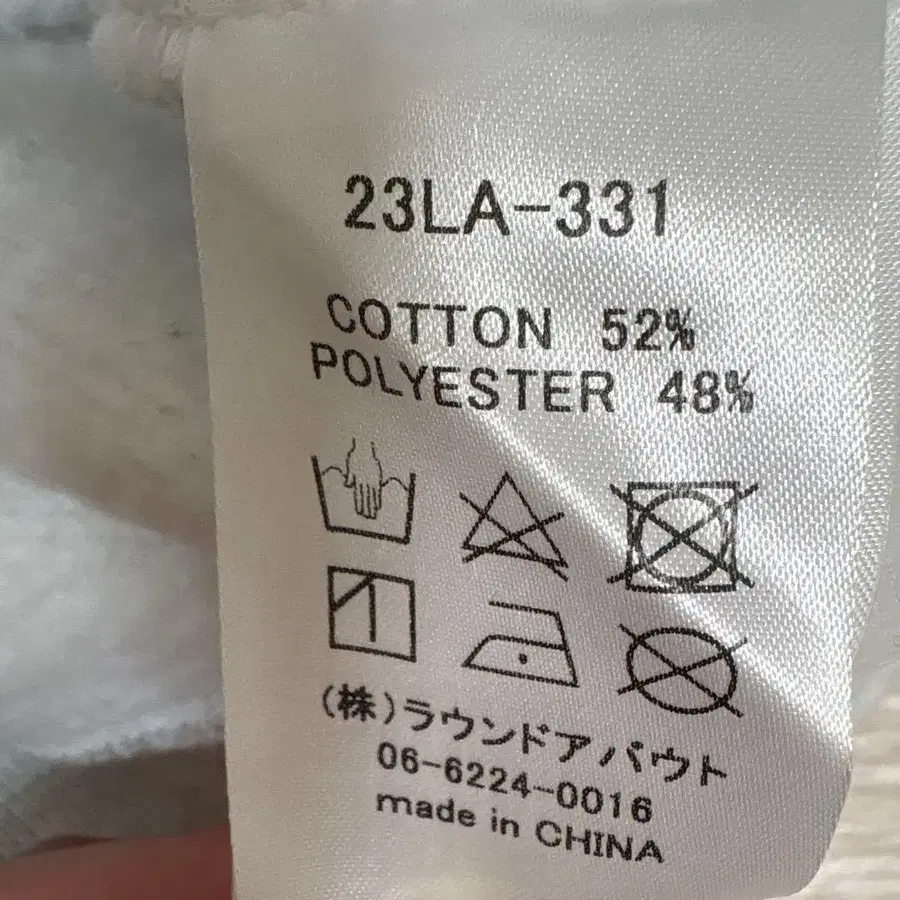 23LA-331
COTTON 52%
POLYESTER 48%
(株)ラウンドアバウト
06-6224-0016
made in CHINA